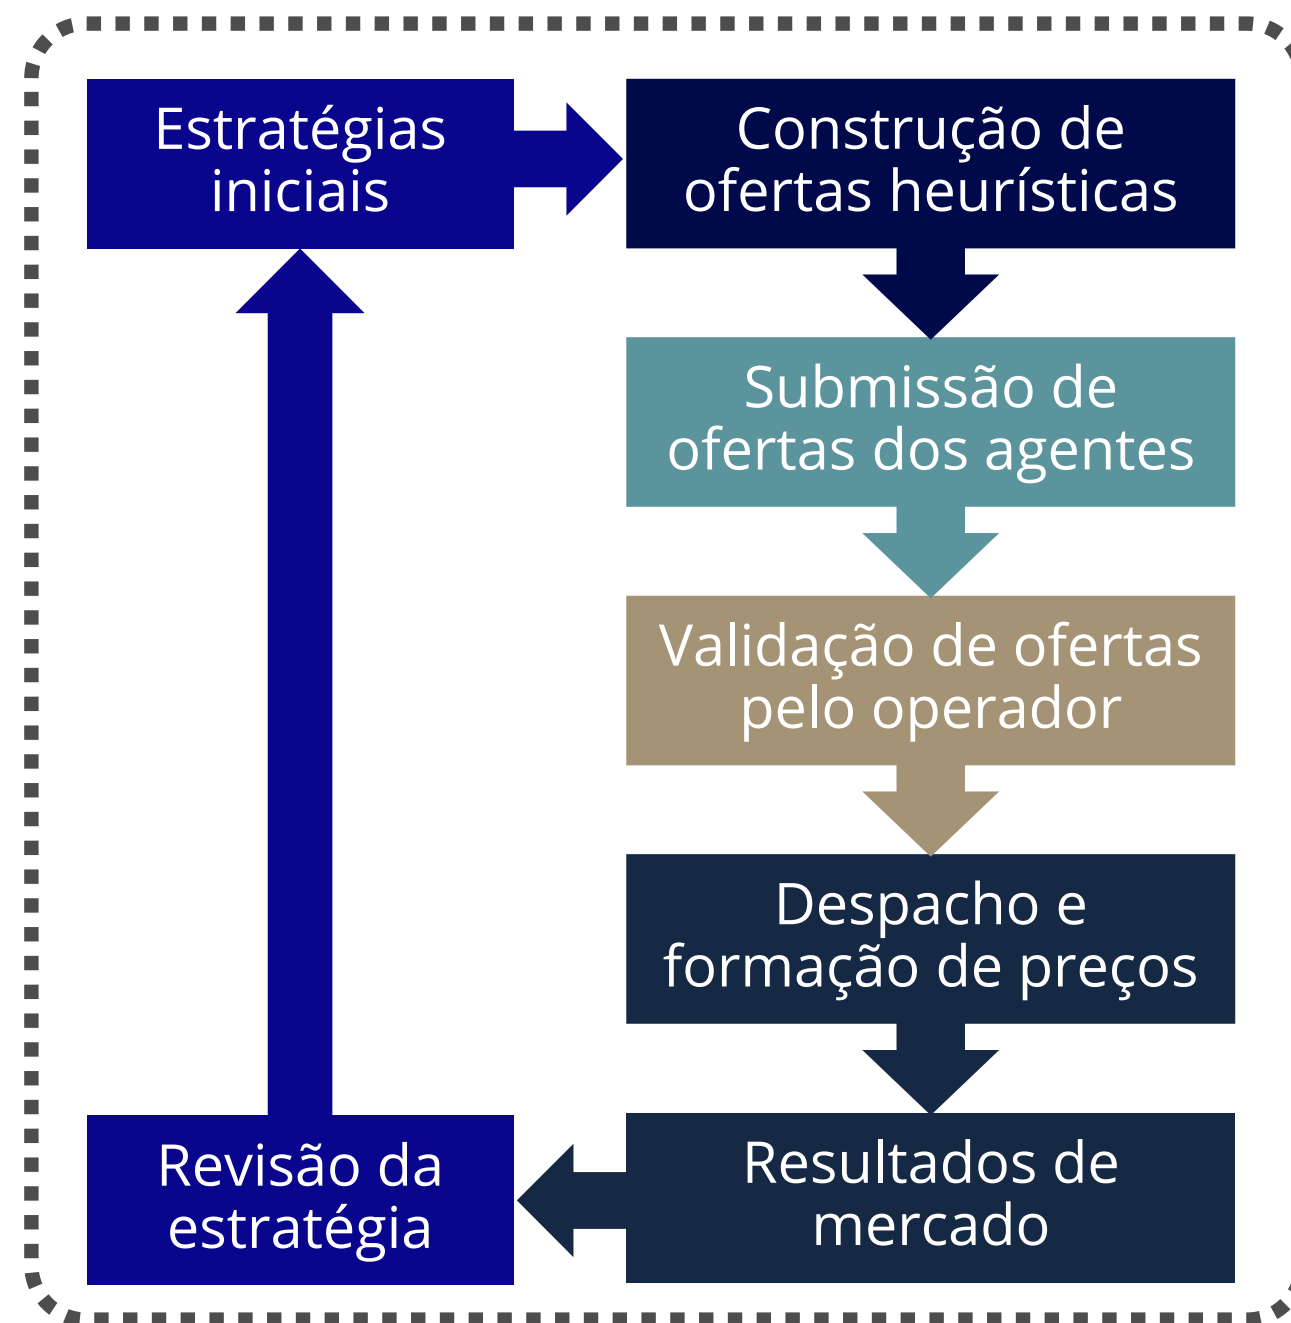 Estratégias
iniciais
Construção de
ofertas heurísticas
Submissão de
ofertas dos agentes
Validação de ofertas
pelo operador
Despacho e
formação de preços
Resultados de
mercado
Revisão da
estratégia